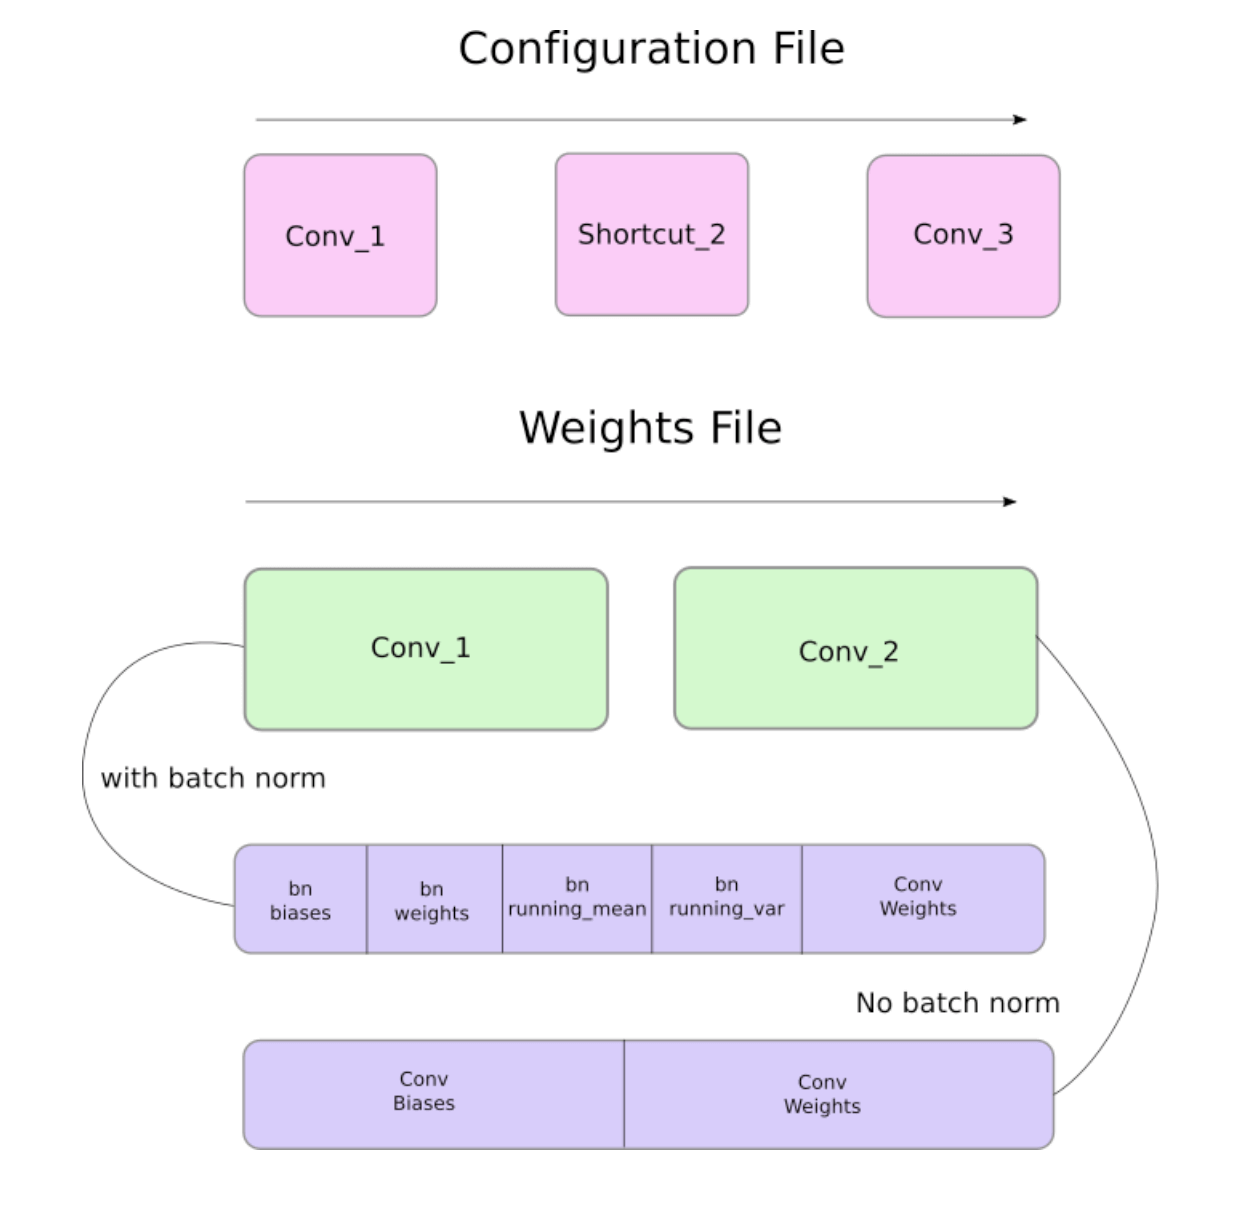 Configuration File
Conv_1
Shortcut_2
Conv_3
Weights File
Conv_1
Conv_2
with batch norm
bn
biases
bn
weights
bn
running_mean
bn
running_var
Conv
Weights
No batch norm
Conv
Biases
Conv
Weights